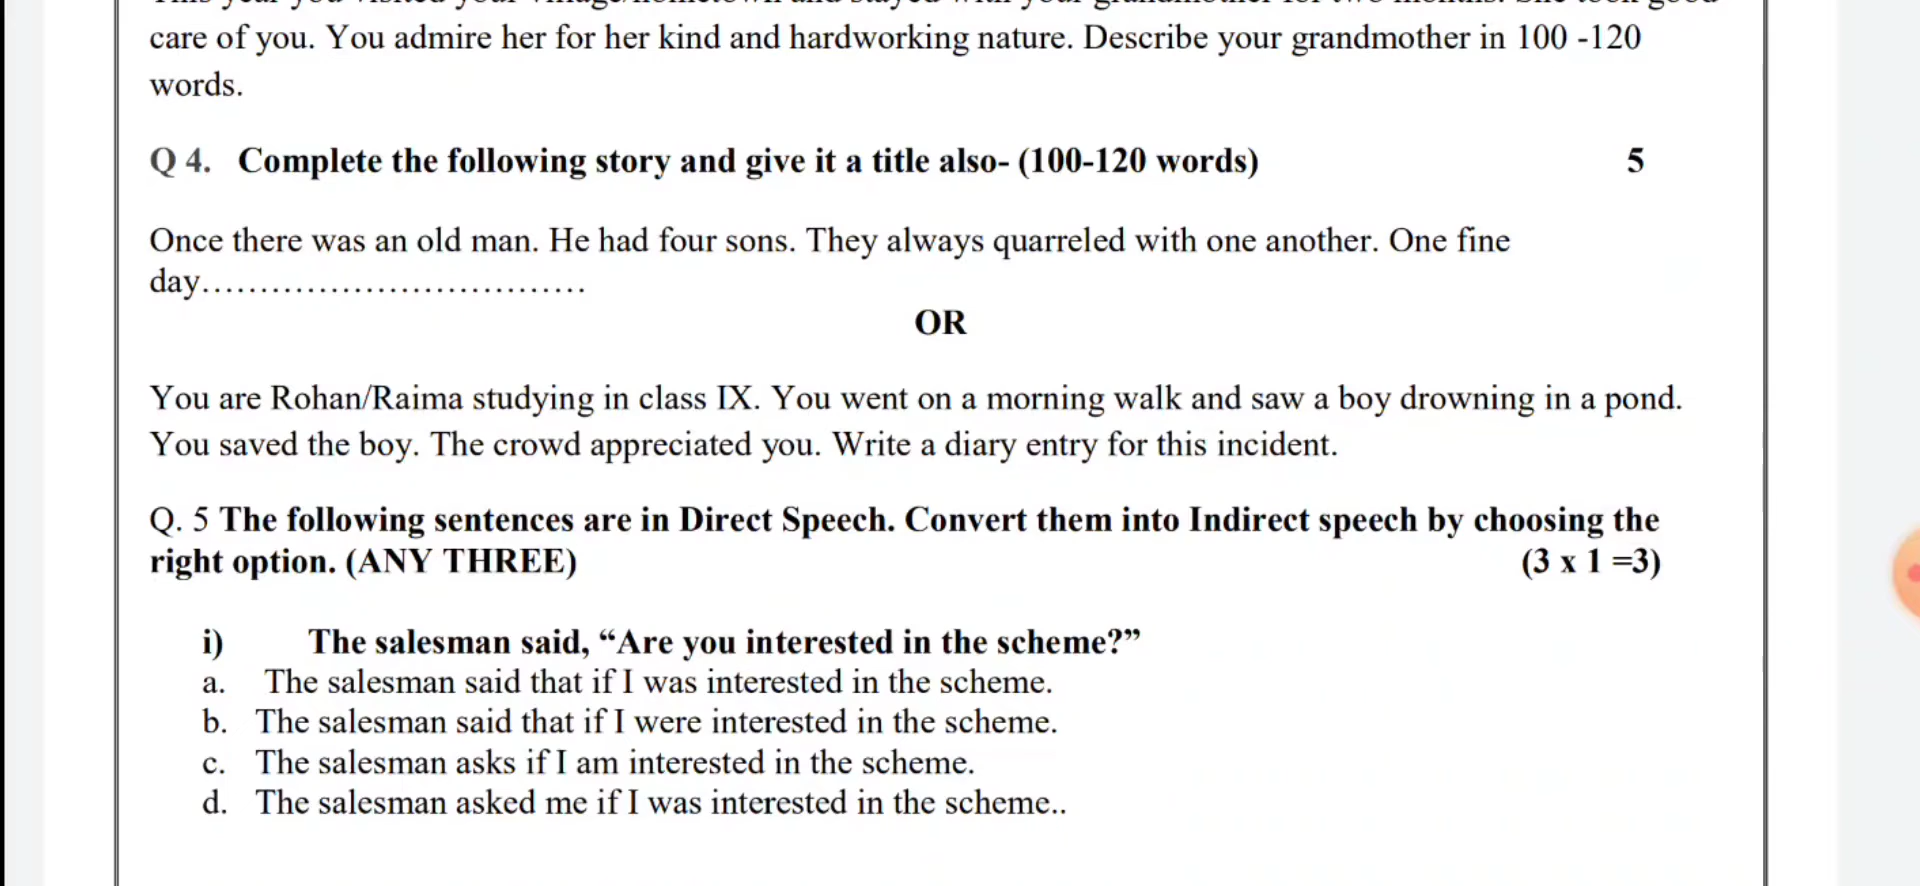 care of you. You admire her for her kind and hardworking nature. Describe your grandmother in 100 -120
words.
Q 4. Complete the following story and give it a title also- (100-120 words) 5
Once there was an old man. He had four sons. They always quarreled with one another. One fine
day.................................
OR
You are Rohan/Raima studying in class IX. You went on a morning walk and saw a boy drowning in a pond.
You saved the boy. The crowd appreciated you. Write a diary entry for this incident.
Q. 5 The following sentences are in Direct Speech. Convert them into Indirect speech by choosing the
right option. (ANY THREE) (3 x 1 =3)
i) The salesman said, “Are you interested in the scheme?”
a. The salesman said that if I was interested in the scheme.
b. The salesman said that if I were interested in the scheme.
c. The salesman asks if I am interested in the scheme.
d. The salesman asked me if I was interested in the scheme..